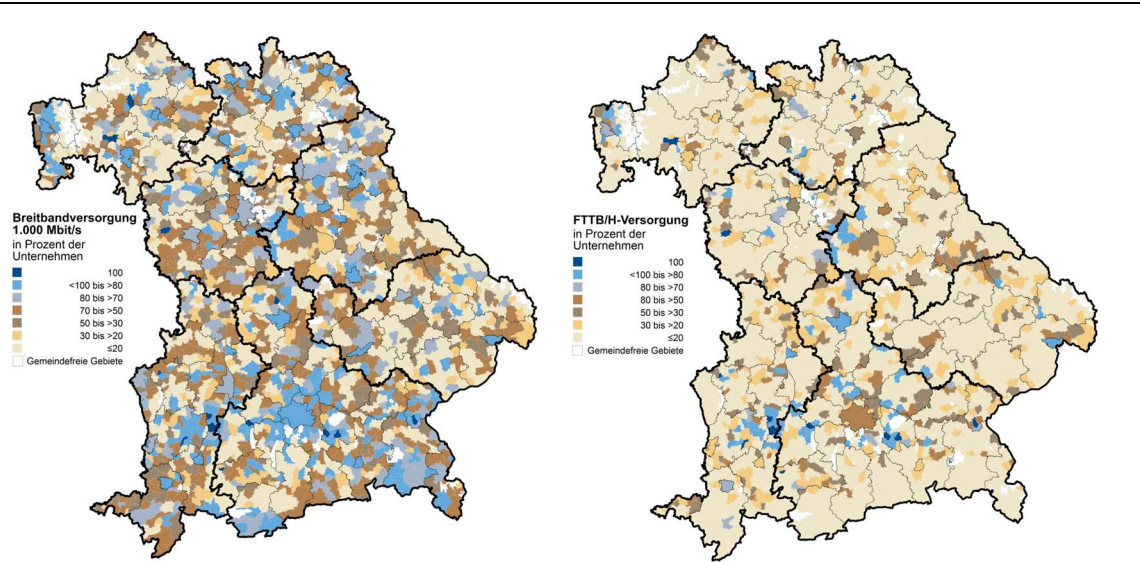 Breitbandversorgung
1.000 Mbit/s
in Prozent der
Unternehmen
100
<100 bis >80
80 bis >70
70 bis >50
50 bis >30
30 bis >20
≤20
Gemeindefreie Gebiete
FTTB/H-Versorgung
in Prozent der
Unternehmen
100
<100 bis >80
80 bis >70
80 bis >50
50 bis >30
30 bis >20
≤20
Gemeindefreie Gebiete